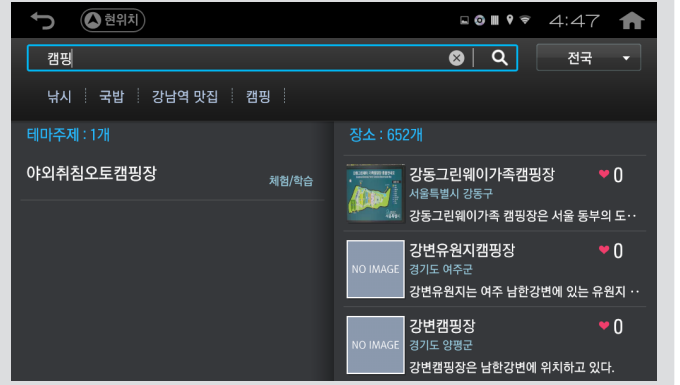 현위치
4:47
캠핑
전국
낚시
국밥
강남역 맛집
캠핑
테마주제 : 1개
야외취침오토캠핑장
체험/학습
장소 : 652개
강동그린웨이가족캠핑장
0
서울특별시 강동구
강동그린웨이가족 캠핑장은 서울 동부의 도··
NO IMAGE
강변유원지캠핑장
0
경기도 여주군
강변유원지는 여주 남한강변에 있는 유원지 ··
NO IMAGE
강변캠핑장
0
경기도 양평군
강변캠핑장은 남한강변에 위치하고 있다.